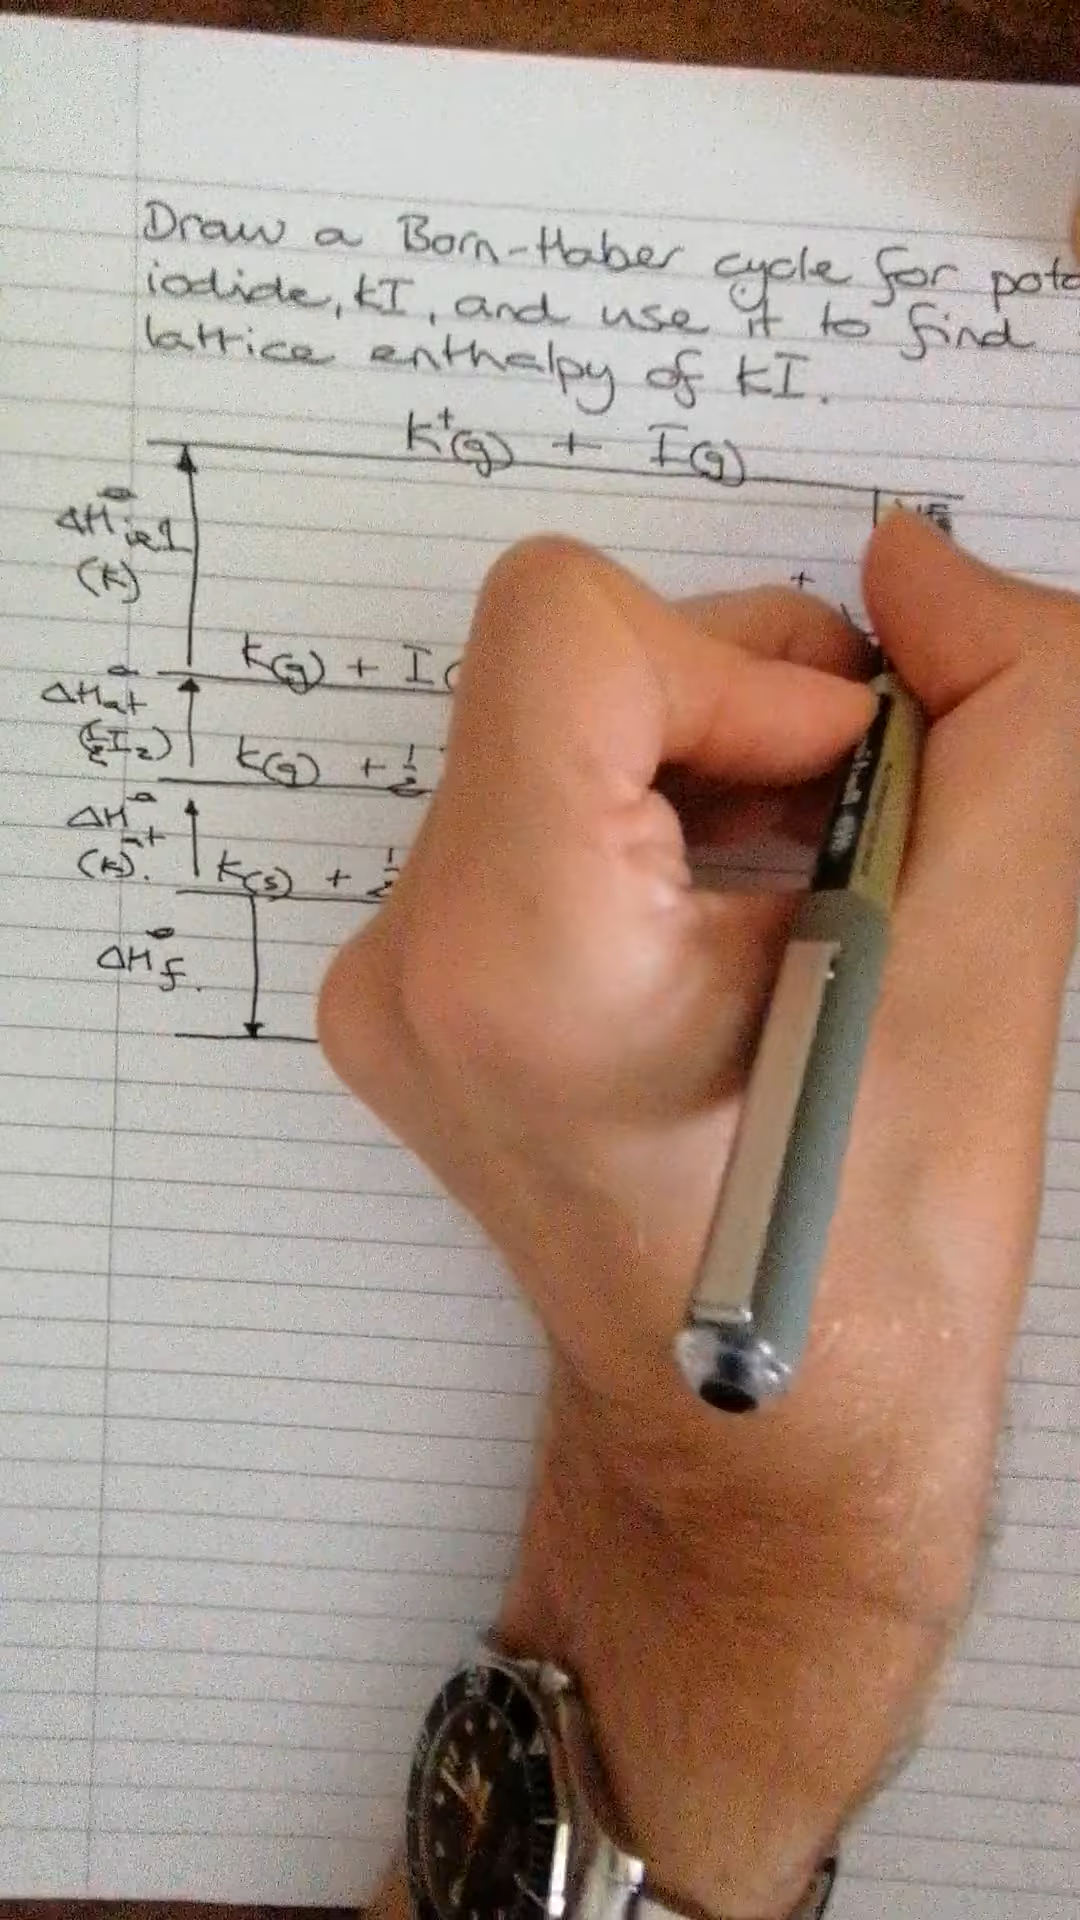 Draw a Born-Haber cycle for pota
iodide, KI, and use it to find
lattice enthalpy of KI.
K⁺(g) + I(g)
ΔH°ie1
(K)
K(g) + I(
ΔH°at
(½I₂)
K(g) + ½
ΔH°at
(K).
K(s) + ½
ΔH°f.
+